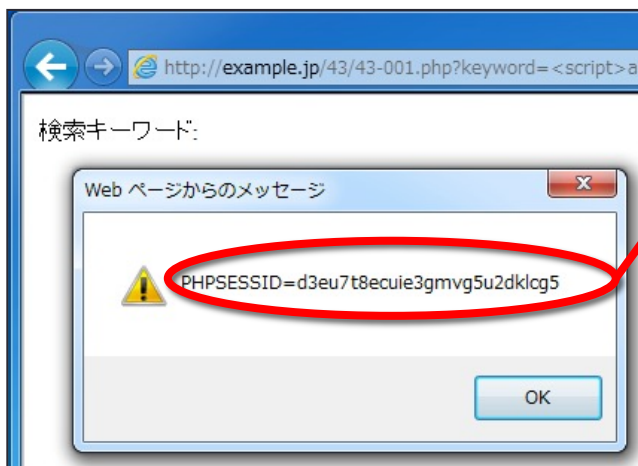 http://example.jp/43/43-001.php?keyword=<script>a
検索キーワード:
Web ページからのメッセージ
PHPSESSID=d3eu7t8ecuie3gmvg5u2dklcg5
OK